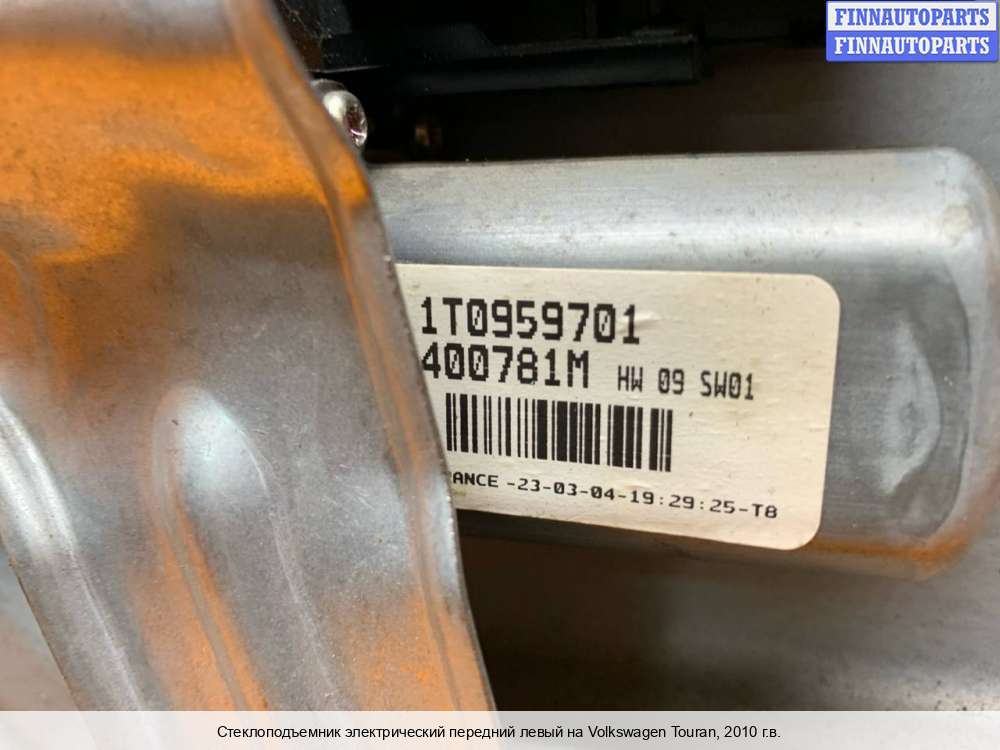 FINNAUTOPARTS
FINNAUTOPARTS
1T0959701
400781M HW 09 SW01
RANCE -23-03-04-19:29:25-T8
Стеклоподъемник электрический передний левый на Volkswagen Touran, 2010 г.в.